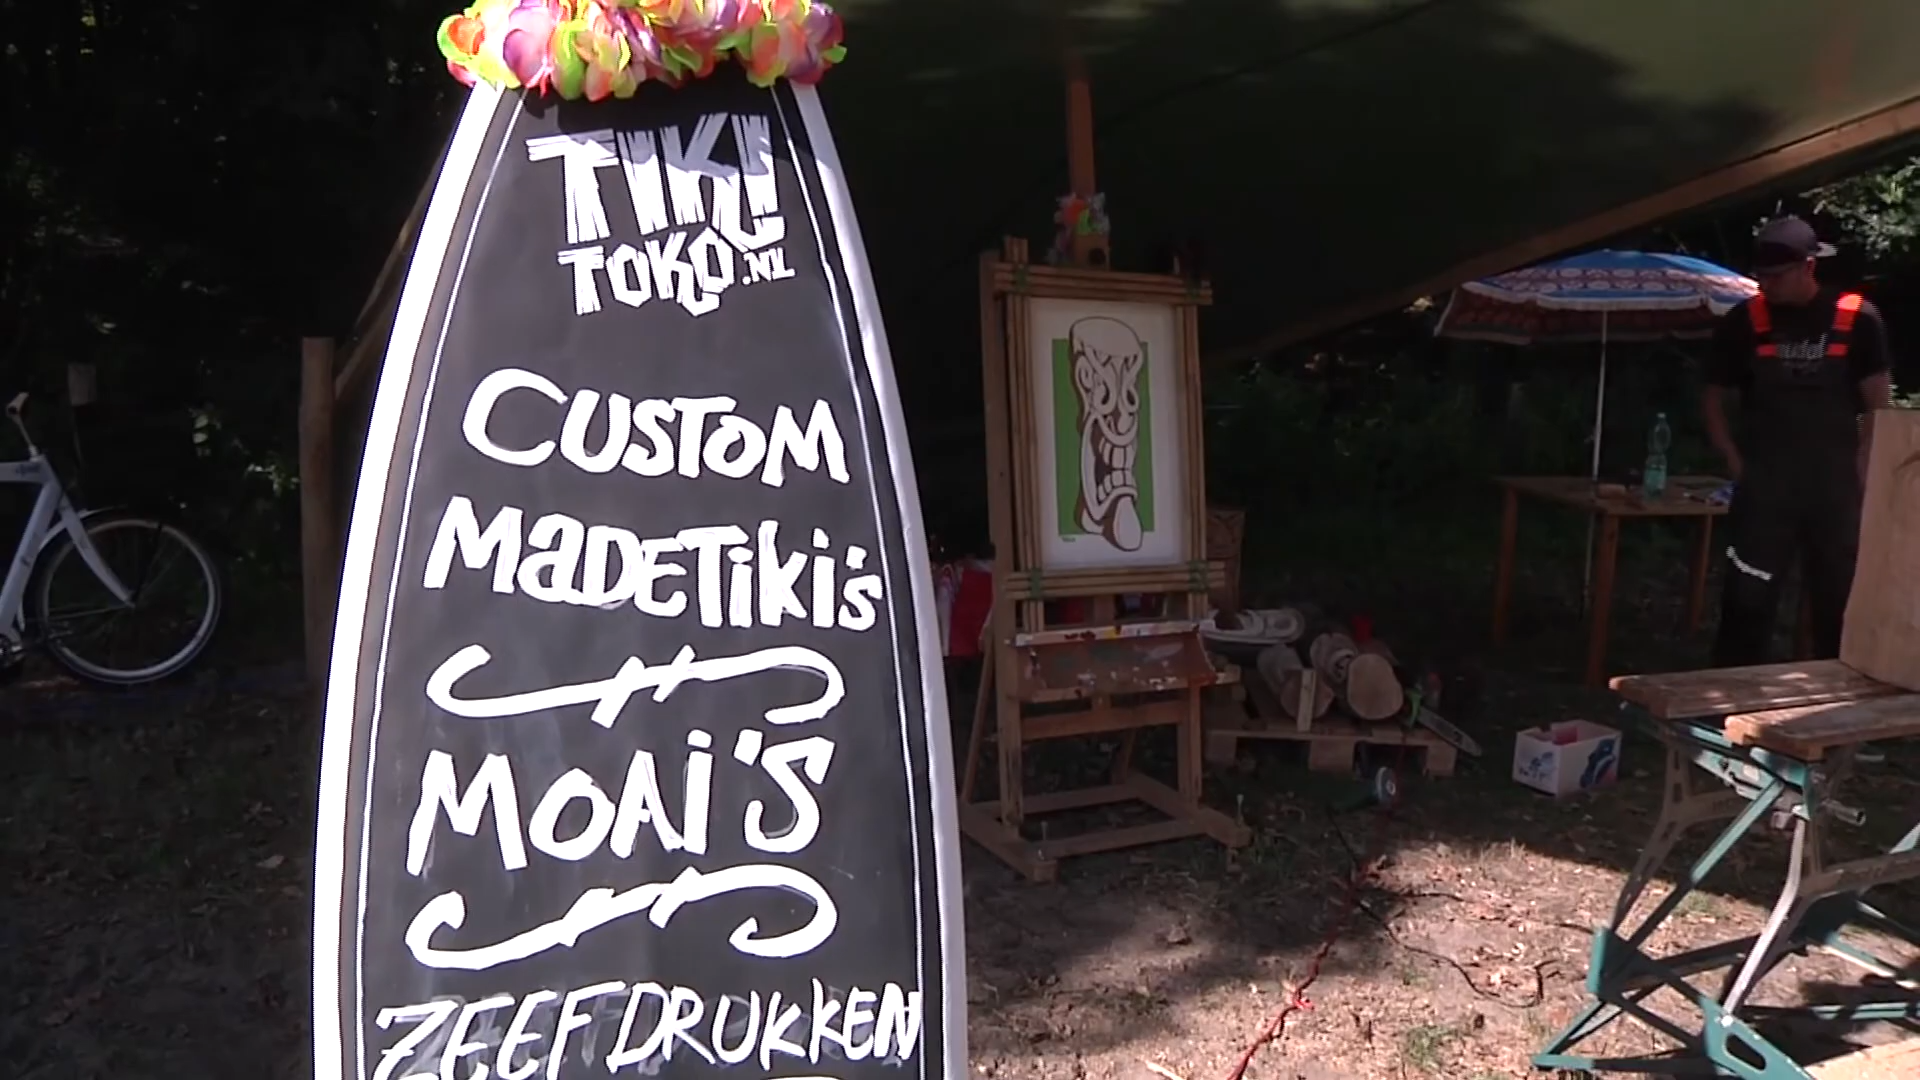 TIKI
TOKO.NL
CUSTOM
MADETiKi's
MOAi'S
ZEEFDRUKKEN